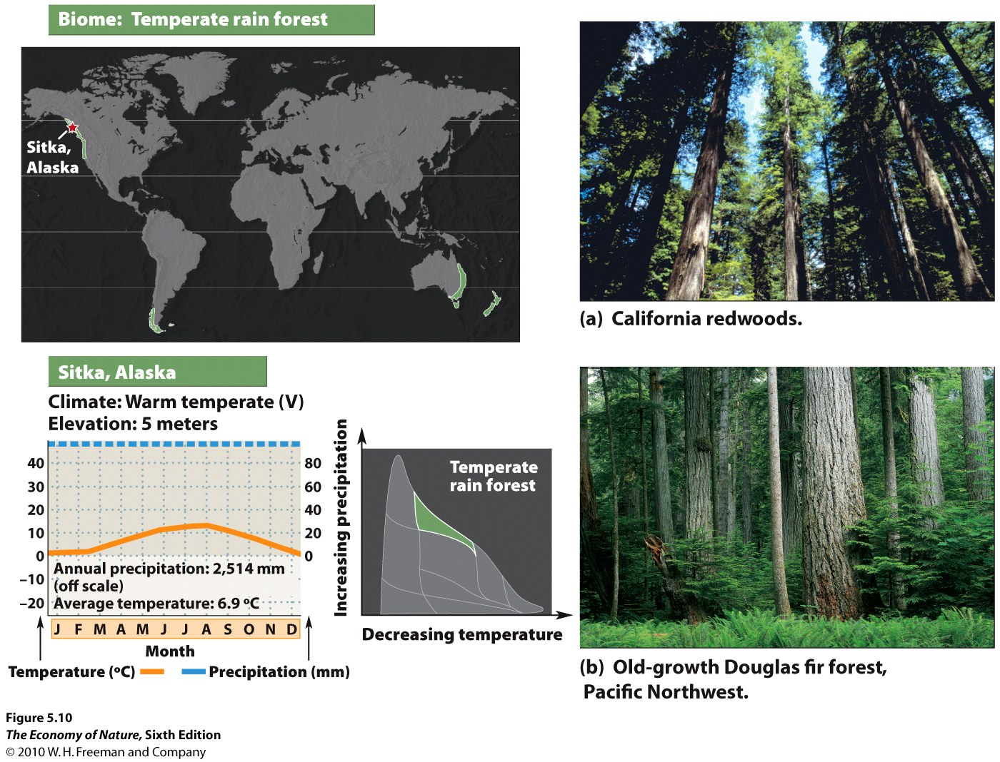 Biome: Temperate rain forest
Sitka,
Alaska
(a) California redwoods.
Sitka, Alaska
Climate: Warm temperate (V)
Elevation: 5 meters
40
30
20
10
0
–10
–20
80
60
40
20
0
Annual precipitation: 2,514 mm
(off scale)
Average temperature: 6.9 ºC
J F M A M J J A S O N D
Month
Temperature (ºC)
Precipitation (mm)
Increasing precipitation
Temperate
rain forest
Decreasing temperature
(b) Old-growth Douglas fir forest,
Pacific Northwest.
Figure 5.10
The Economy of Nature, Sixth Edition
© 2010 W. H. Freeman and Company